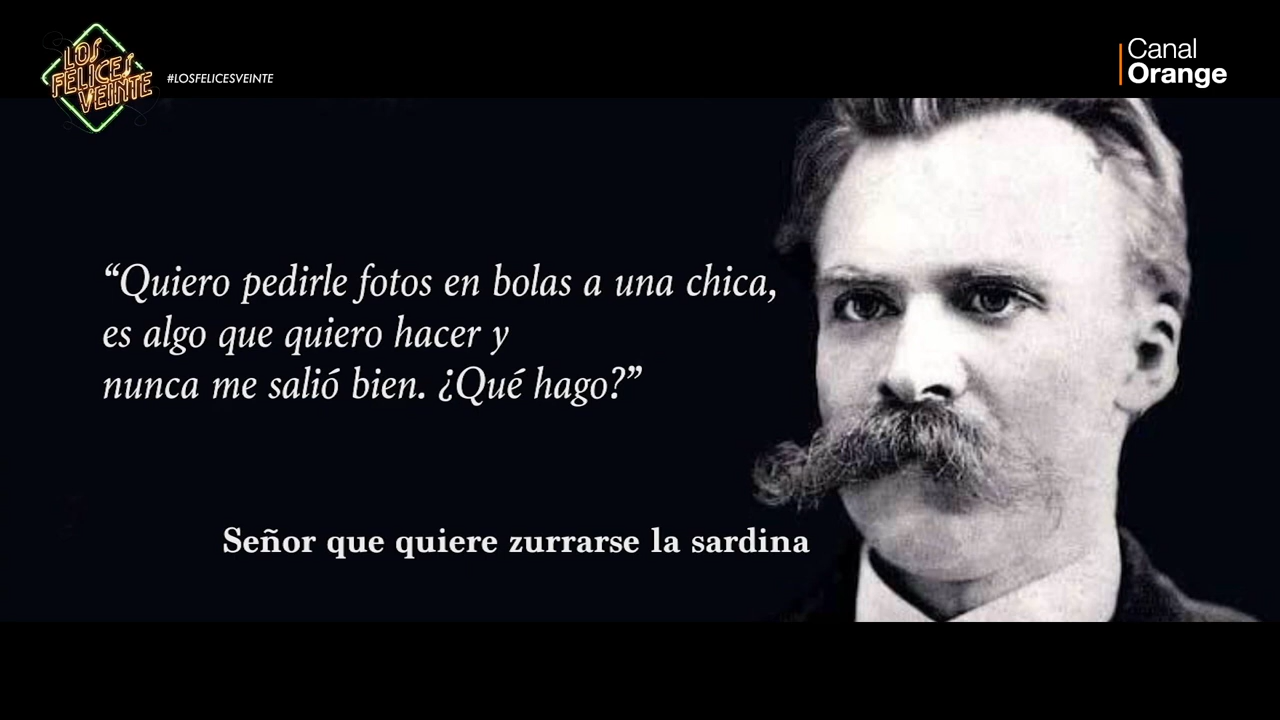 LOS
FELICES
VEINTE
#LOSFELICESVEINTE
Canal
Orange
“Quiero pedirle fotos en bolas a una chica,
es algo que quiero hacer y
nunca me salió bien. ¿Qué hago?”
Señor que quiere zurrarse la sardina